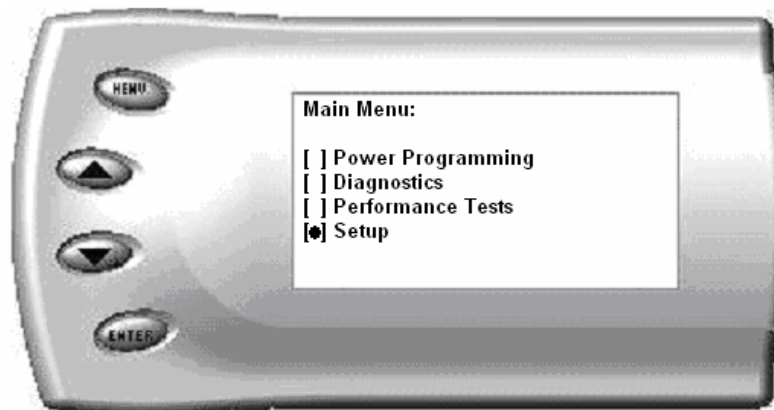 MENU
Main Menu:
[ ] Power Programming
[ ] Diagnostics
[ ] Performance Tests
[●] Setup
ENTER